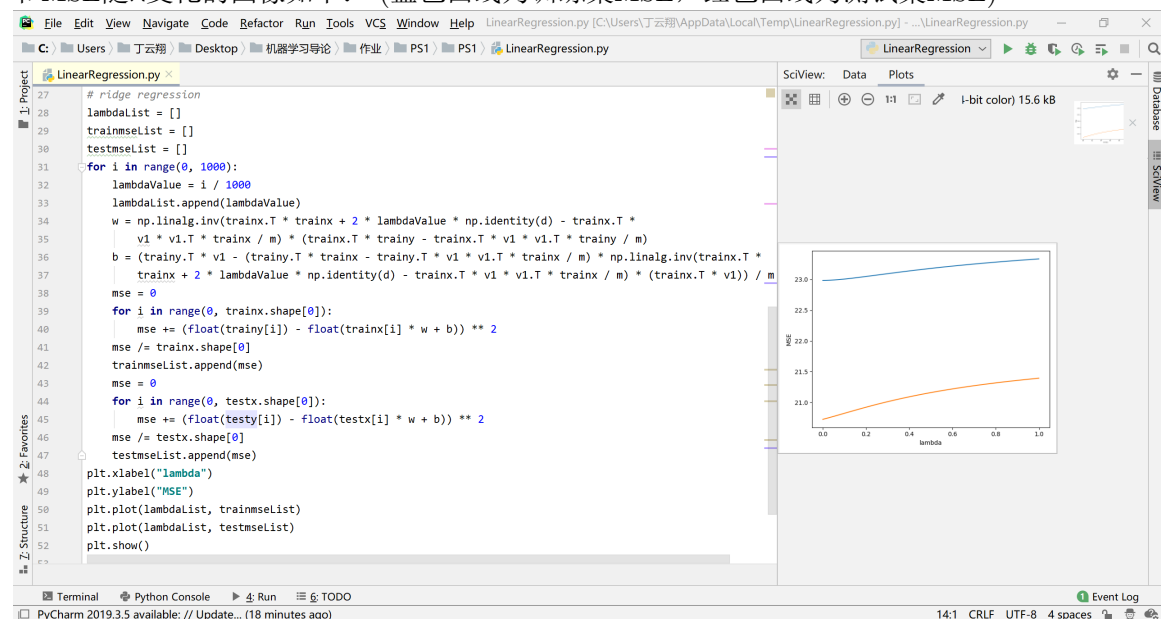 File Edit View Navigate Code Refactor Run Tools VCS Window Help LinearRegression.py [C:\Users\丁云翔\AppData\Local\Temp\LinearRegression.py] - ...\LinearRegression.py
C: Users 丁云翔 Desktop 机器学习导论 作业 PS1 PS1 LinearRegression.py LinearRegression
LinearRegression.py
SciView: Data Plots
1:1 I-bit color) 15.6 kB
1: Project
2: Favorites
7: Structure
Database
SciView
27 # ridge regression
28 lambdaList = []
29 trainmseList = []
30 testmseList = []
31 for i in range(0, 1000):
32 lambdaValue = i / 1000
33 lambdaList.append(lambdaValue)
34 w = np.linalg.inv(trainx.T * trainx + 2 * lambdaValue * np.identity(d) - trainx.T *
35 v1 * v1.T * trainx / m) * (trainx.T * trainy - trainx.T * v1 * v1.T * trainy / m)
36 b = (trainy.T * v1 - (trainy.T * trainx - trainy.T * v1 * v1.T * trainx / m) * np.linalg.inv(trainx.T *
37 trainx + 2 * lambdaValue * np.identity(d) - trainx.T * v1 * v1.T * trainx / m) * (trainx.T * v1)) / m
38 mse = 0
39 for i in range(0, trainx.shape[0]):
40 mse += (float(trainy[i]) - float(trainx[i] * w + b)) ** 2
41 mse /= trainx.shape[0]
42 trainmseList.append(mse)
43 mse = 0
44 for i in range(0, testx.shape[0]):
45 mse += (float(testy[i]) - float(testx[i] * w + b)) ** 2
46 mse /= testx.shape[0]
47 testmseList.append(mse)
48 plt.xlabel("lambda")
49 plt.ylabel("MSE")
50 plt.plot(lambdaList, trainmseList)
51 plt.plot(lambdaList, testmseList)
52 plt.show()
23.0
22.5
22.0
21.5
21.0
MSE
0.0 0.2 0.4 0.6 0.8 1.0
lambda
Terminal Python Console 4: Run 6: TODO 1 Event Log
PyCharm 2019.3.5 available: // Update... (18 minutes ago) 14:1 CRLF UTF-8 4 spaces